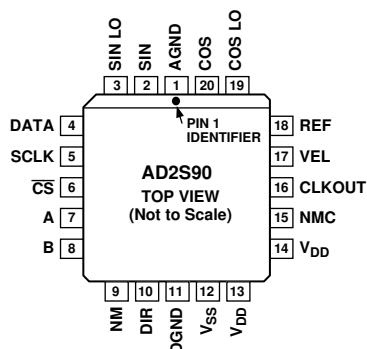 SIN LO
SIN
AGND
COS
COS LO
3 2 1 20 19
DATA 4
SCLK 5
CS 6
A 7
B 8
PIN 1
IDENTIFIER
AD2S90
TOP VIEW
(Not to Scale)
18 REF
17 VEL
16 CLKOUT
15 NMC
14 VDD
9 10 11 12 13
NM
DIR
DGND
VSS
VDD